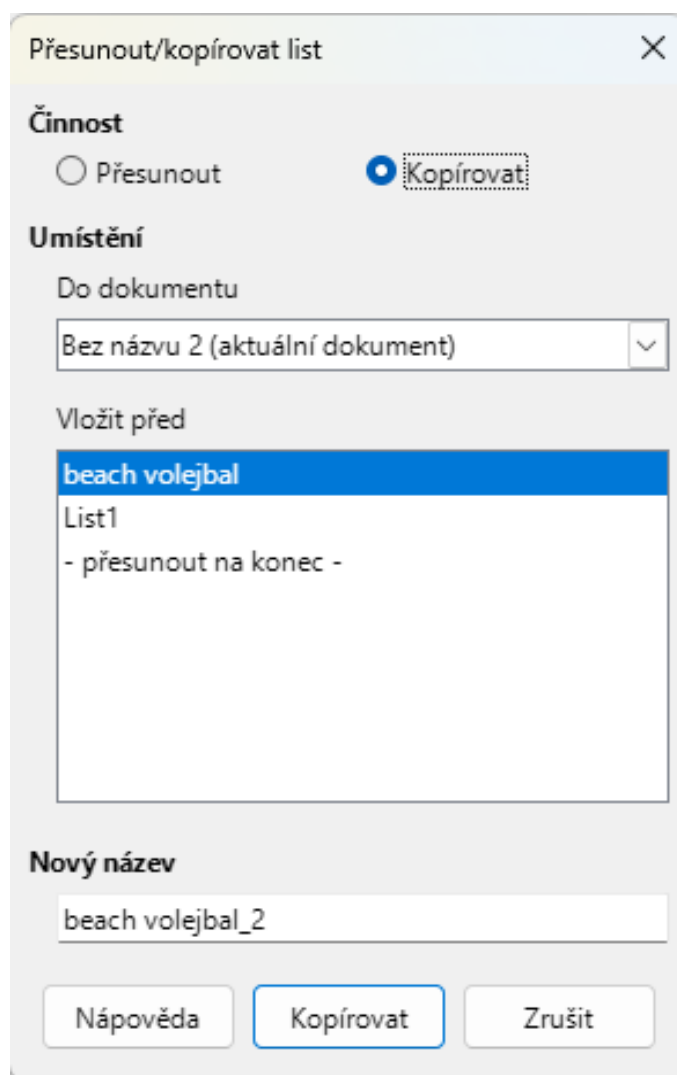 Přesunout/kopírovat list
Činnost
Přesunout Kopírovat
Umístění
Do dokumentu
Bez názvu 2 (aktuální dokument)
Vložit před
beach volejbal
List1
- přesunout na konec -
Nový název
beach volejbal_2
Nápověda Kopírovat Zrušit